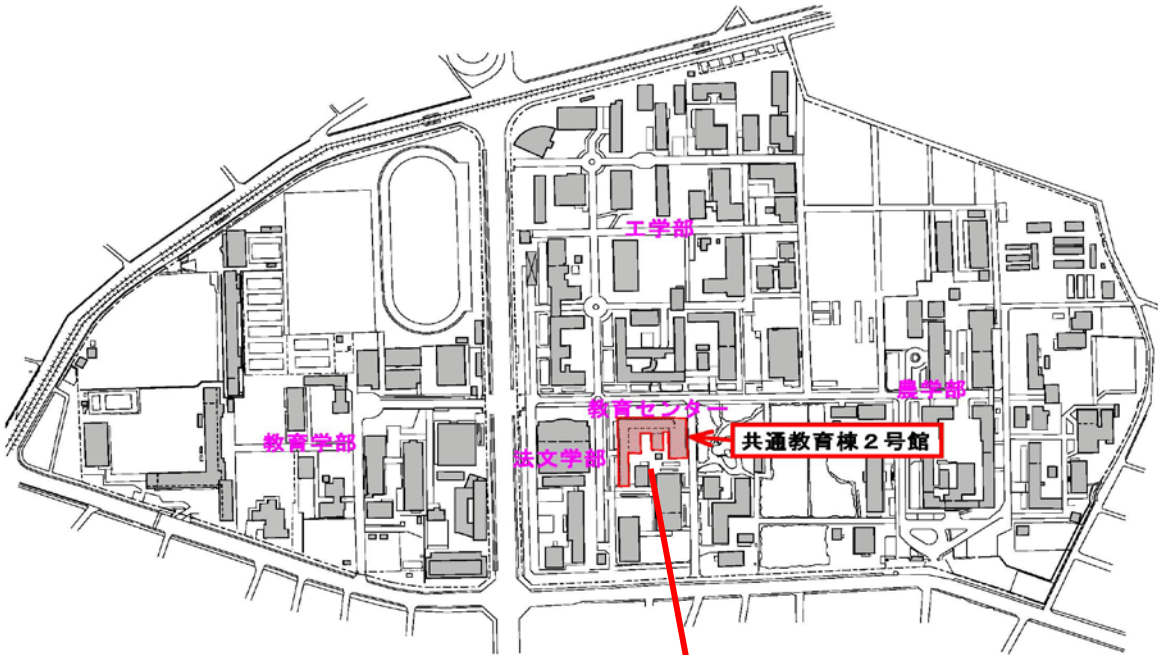 工学部
農学部
教育センター
共通教育棟２号館
教育学部
法文学部